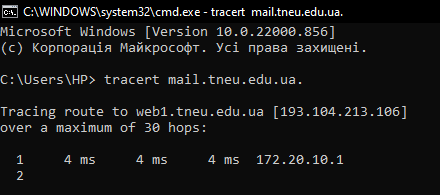 C:\WINDOWS\system32\cmd.exe - tracert mail.tneu.edu.ua.
Microsoft Windows [Version 10.0.22000.856]
(c) Корпорація Майкрософт. Усі права захищені.
C:\Users\HP> tracert mail.tneu.edu.ua.
Tracing route to web1.tneu.edu.ua [193.104.213.106]
over a maximum of 30 hops:
1 4 ms 4 ms 4 ms 172.20.10.1
2